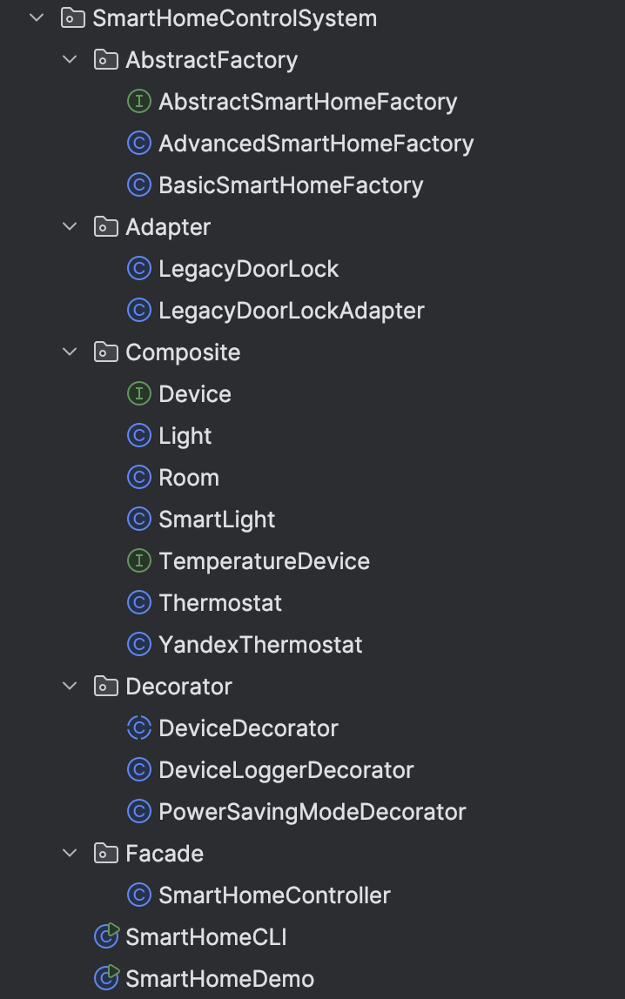 SmartHomeControlSystem
AbstractFactory
I AbstractSmartHomeFactory
C AdvancedSmartHomeFactory
C BasicSmartHomeFactory
Adapter
C LegacyDoorLock
C LegacyDoorLockAdapter
Composite
I Device
C Light
C Room
C SmartLight
I TemperatureDevice
C Thermostat
C YandexThermostat
Decorator
C DeviceDecorator
C DeviceLoggerDecorator
C PowerSavingModeDecorator
Facade
C SmartHomeController
C SmartHomeCLI
C SmartHomeDemo